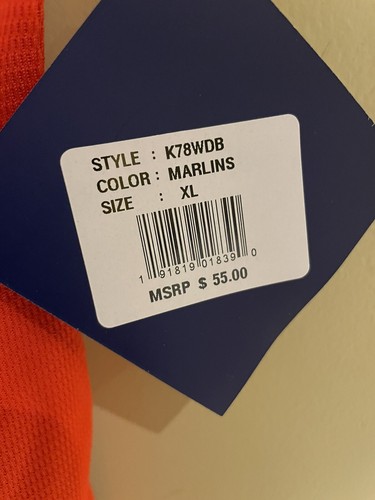 STYLE : K78WDB
COLOR : MARLINS
SIZE : XL
1 91819 01839 0
MSRP $ 55.00